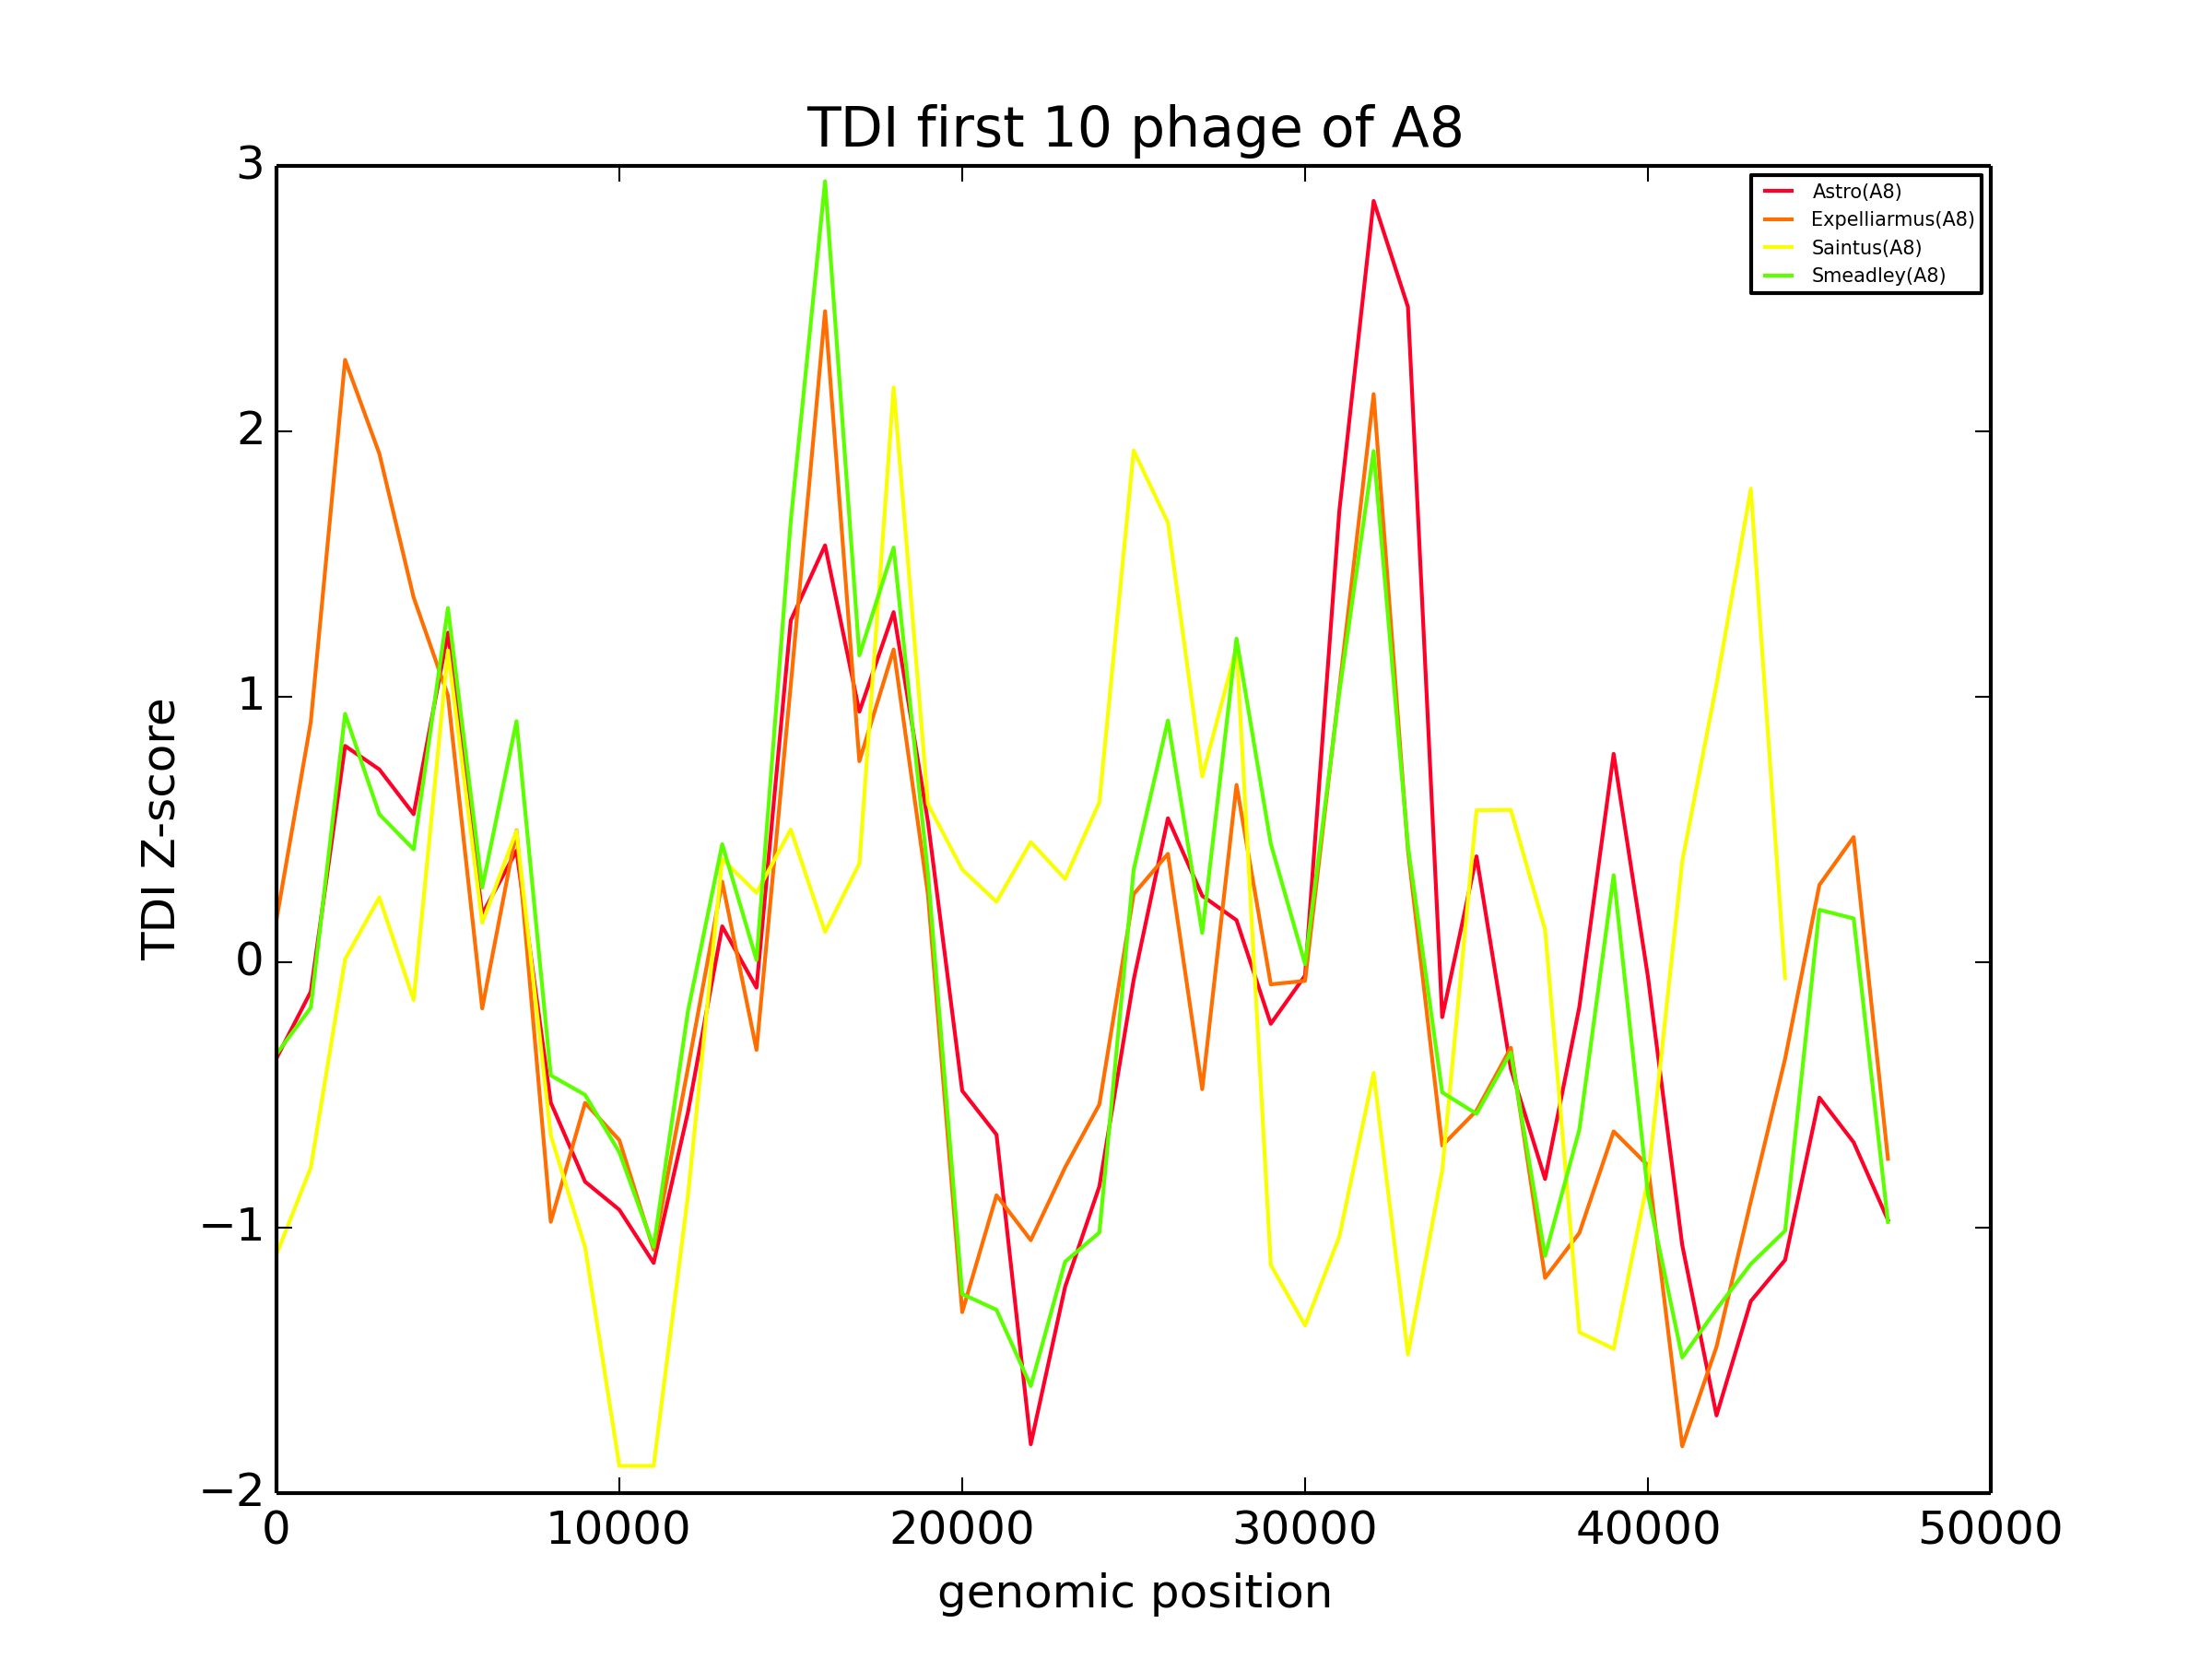 TDI first 10 phage of A8
Astro(A8)
Expelliarmus(A8)
Saintus(A8)
Smeadley(A8)
3
2
1
0
−1
−2
TDI Z-score
0 10000 20000 30000 40000 50000
genomic position